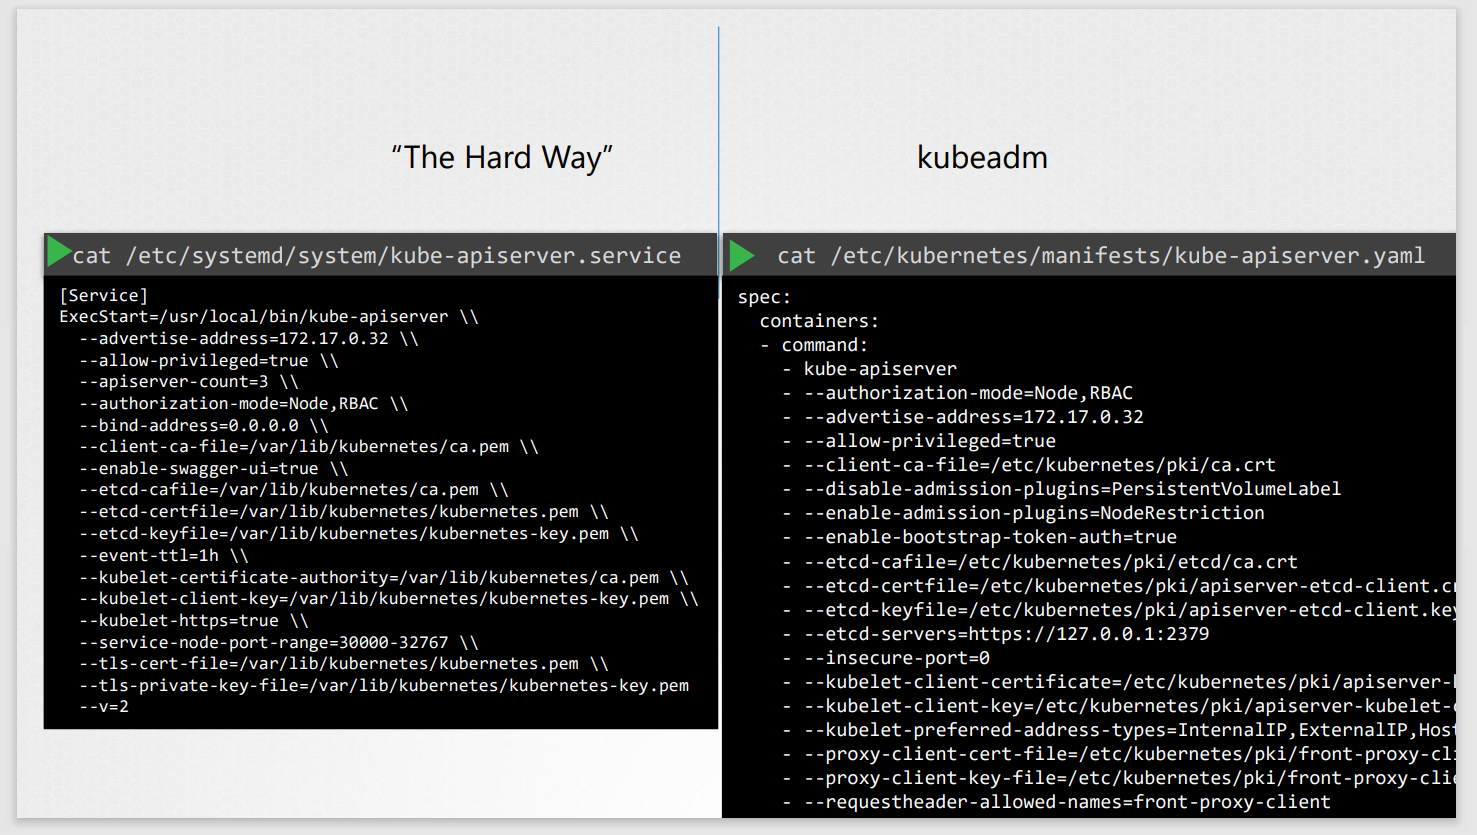 “The Hard Way”
kubeadm
cat /etc/systemd/system/kube-apiserver.service
[Service]
ExecStart=/usr/local/bin/kube-apiserver \\
--advertise-address=172.17.0.32 \\
--allow-privileged=true \\
--apiserver-count=3 \\
--authorization-mode=Node,RBAC \\
--bind-address=0.0.0.0 \\
--client-ca-file=/var/lib/kubernetes/ca.pem \\
--enable-swagger-ui=true \\
--etcd-cafile=/var/lib/kubernetes/ca.pem \\
--etcd-certfile=/var/lib/kubernetes/kubernetes.pem \\
--etcd-keyfile=/var/lib/kubernetes/kubernetes-key.pem \\
--event-ttl=1h \\
--kubelet-certificate-authority=/var/lib/kubernetes/ca.pem \\
--kubelet-client-key=/var/lib/kubernetes/kubernetes-key.pem \\
--kubelet-https=true \\
--service-node-port-range=30000-32767 \\
--tls-cert-file=/var/lib/kubernetes/kubernetes.pem \\
--tls-private-key-file=/var/lib/kubernetes/kubernetes-key.pem
--v=2
cat /etc/kubernetes/manifests/kube-apiserver.yaml
spec:
containers:
- command:
- kube-apiserver
- --authorization-mode=Node,RBAC
- --advertise-address=172.17.0.32
- --allow-privileged=true
- --client-ca-file=/etc/kubernetes/pki/ca.crt
- --disable-admission-plugins=PersistentVolumeLabel
- --enable-admission-plugins=NodeRestriction
- --enable-bootstrap-token-auth=true
- --etcd-cafile=/etc/kubernetes/pki/etcd/ca.crt
- --etcd-certfile=/etc/kubernetes/pki/apiserver-etcd-client.cr
- --etcd-keyfile=/etc/kubernetes/pki/apiserver-etcd-client.key
- --etcd-servers=https://127.0.0.1:2379
- --insecure-port=0
- --kubelet-client-certificate=/etc/kubernetes/pki/apiserver-
- --kubelet-client-key=/etc/kubernetes/pki/apiserver-kubelet-
- --kubelet-preferred-address-types=InternalIP,ExternalIP,Host
- --proxy-client-cert-file=/etc/kubernetes/pki/front-proxy-cli
- --proxy-client-key-file=/etc/kubernetes/pki/front-proxy-clie
- --requestheader-allowed-names=front-proxy-client